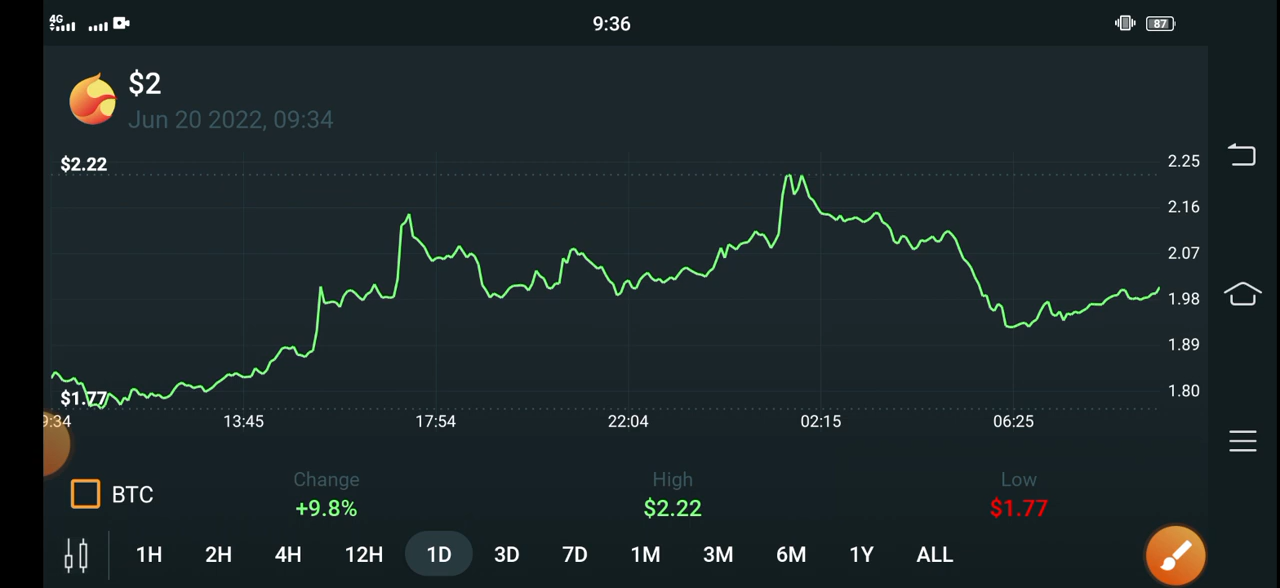 4G 9:36 87
$2
Jun 20 2022, 09:34
$2.22 2.25
2.16
2.07
1.98
1.89
$1.77 1.80
9:34 13:45 17:54 22:04 02:15 06:25
BTC Change High Low
+9.8% $2.22 $1.77
1H 2H 4H 12H 1D 3D 7D 1M 3M 6M 1Y ALL